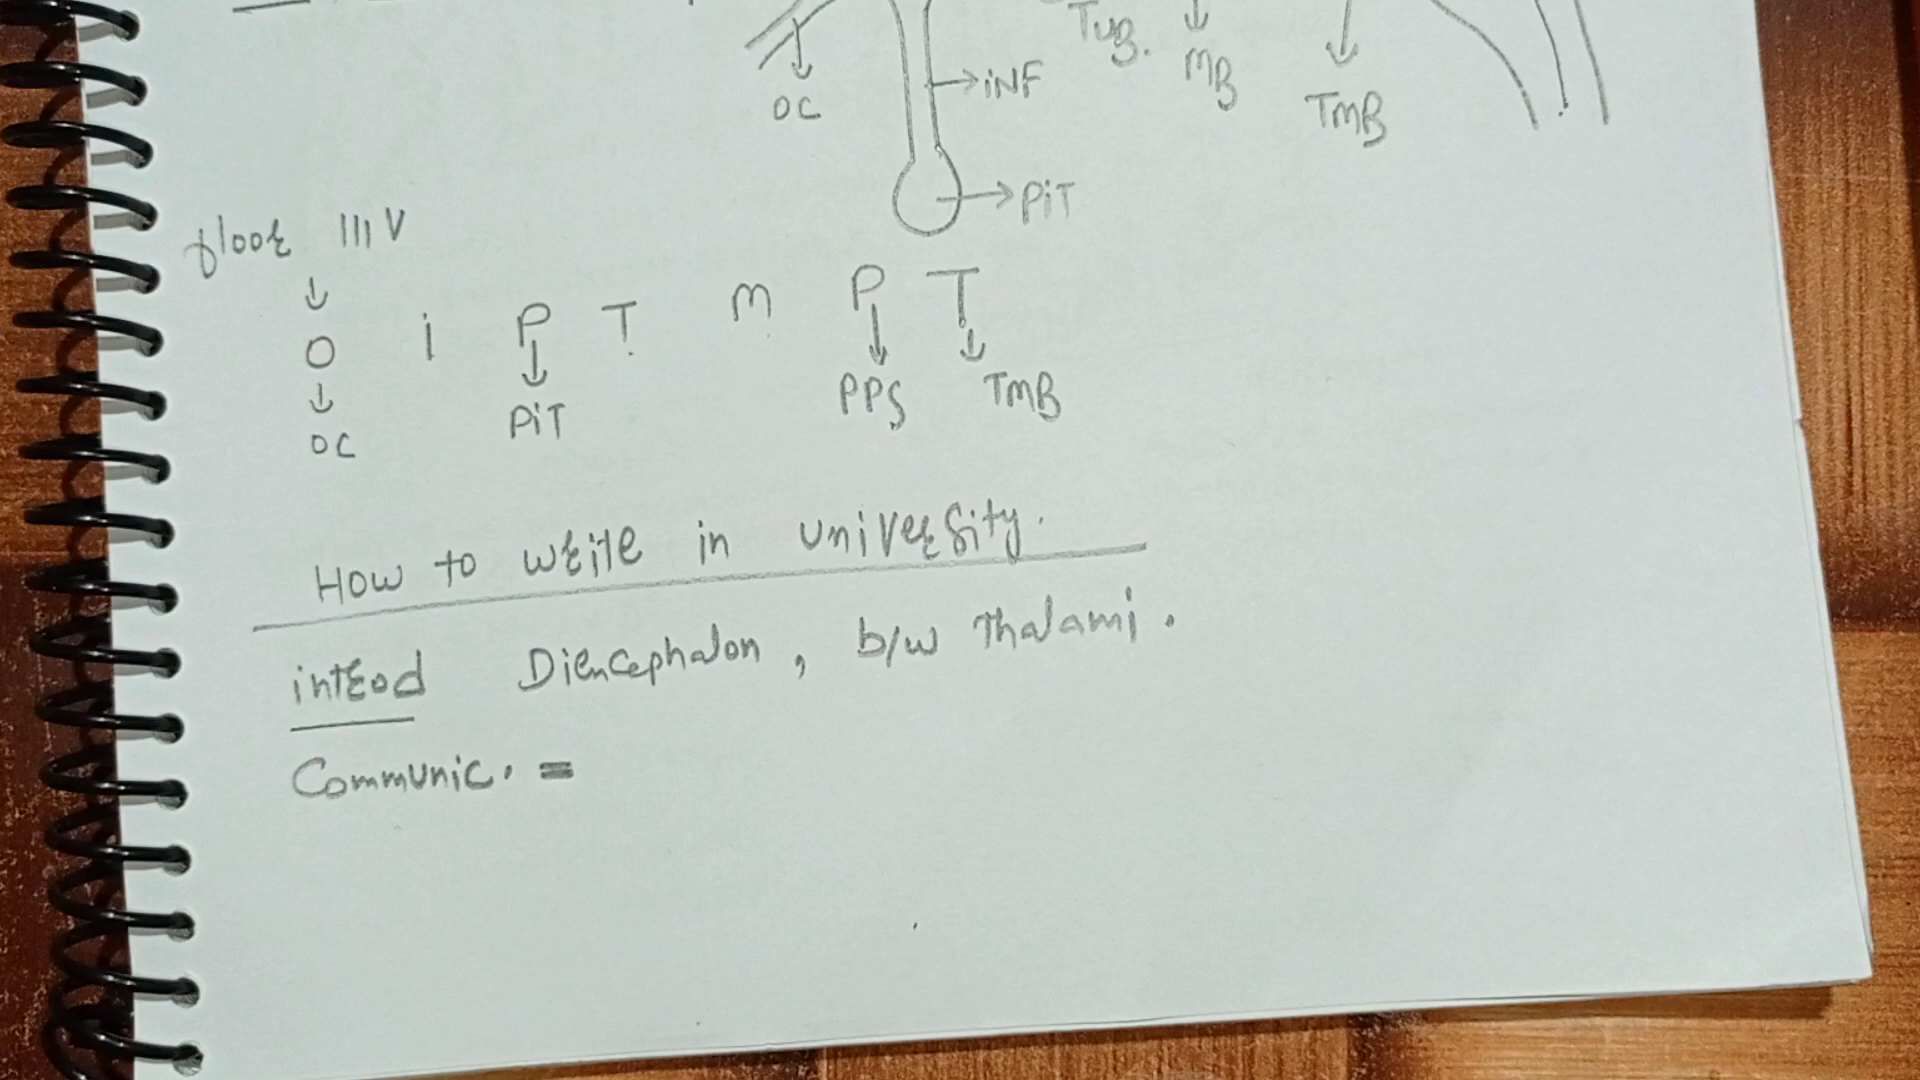 Tub.
MB
OC
iNF
TMB
PiT
floor III V
O i P T M P T
PiT PPS TMB
OC
How to write in university.
introd Diencephalon, b/w Thalami.
Communic. =